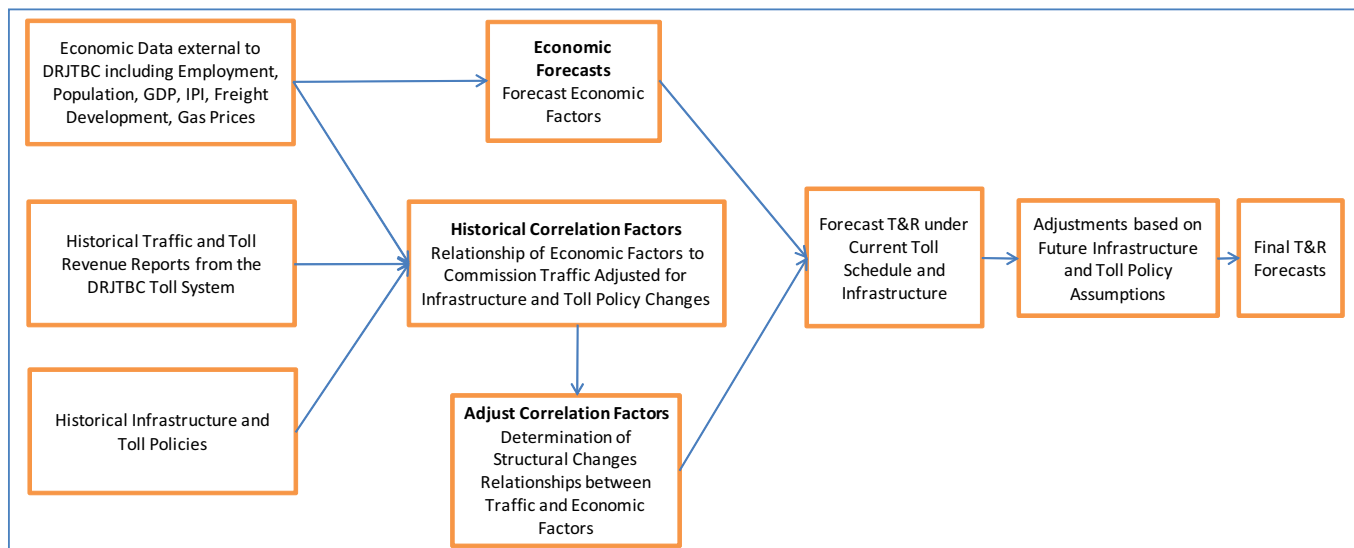 Economic Data external to
DRJTBC including Employment,
Population, GDP, IPI, Freight
Development, Gas Prices
Economic
Forecasts
Forecast Economic
Factors
Historical Traffic and Toll
Revenue Reports from the
DRJTBC Toll System
Historical Correlation Factors
Relationship of Economic Factors to
Commission Traffic Adjusted for
Infrastructure and Toll Policy Changes
Forecast T&R under
Current Toll
Schedule and
Infrastructure
Adjustments based on
Future Infrastructure
and Toll Policy
Assumptions
Final T&R
Forecasts
Historical Infrastructure and
Toll Policies
Adjust Correlation Factors
Determination of
Structural Changes
Relationships between
Traffic and Economic
Factors